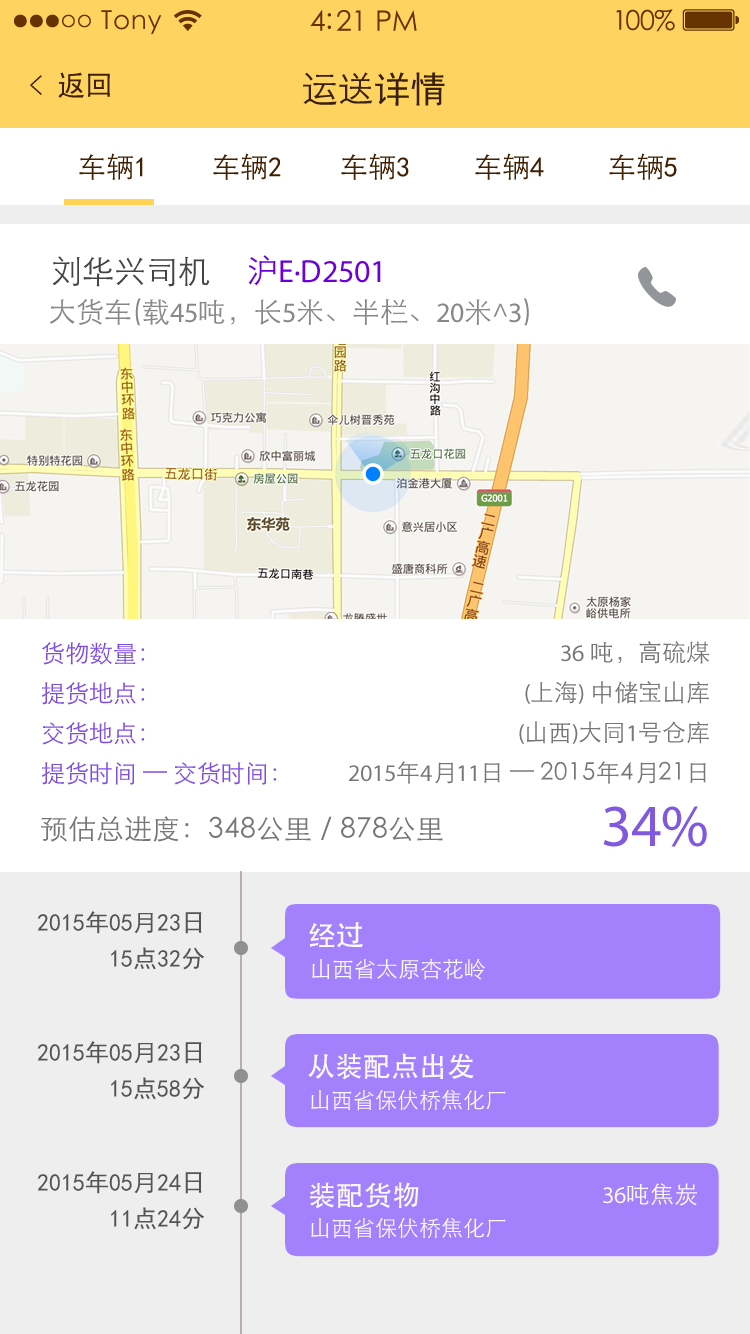 Tony 4:21 PM 100%
返回 运送详情
车辆1 车辆2 车辆3 车辆4 车辆5
刘华兴司机 沪E·D2501
大货车(载45吨，长5米、半栏、20米^3)
东中环路
东中环路
园路
红沟中路
巧克力公寓
伞儿树晋秀苑
特别特花园
欣中富丽城
五龙口花园
五龙花园
五龙口街
房屋公园
泊金港大厦
G2001
东华苑
意兴居小区
二广高速
五龙口南巷
盛唐商科所
二广高
太原杨家
峪供电所
龙腾盛世
货物数量： 36 吨，高硫煤
提货地点： (上海) 中储宝山库
交货地点： (山西)大同1号仓库
提货时间 — 交货时间： 2015年4月11日 — 2015年4月21日
预估总进度：348公里 / 878公里 34%
2015年05月23日
15点32分
经过
山西省太原杏花岭
2015年05月23日
15点58分
从装配点出发
山西省保伏桥焦化厂
2015年05月24日
11点24分
装配货物 36吨焦炭
山西省保伏桥焦化厂